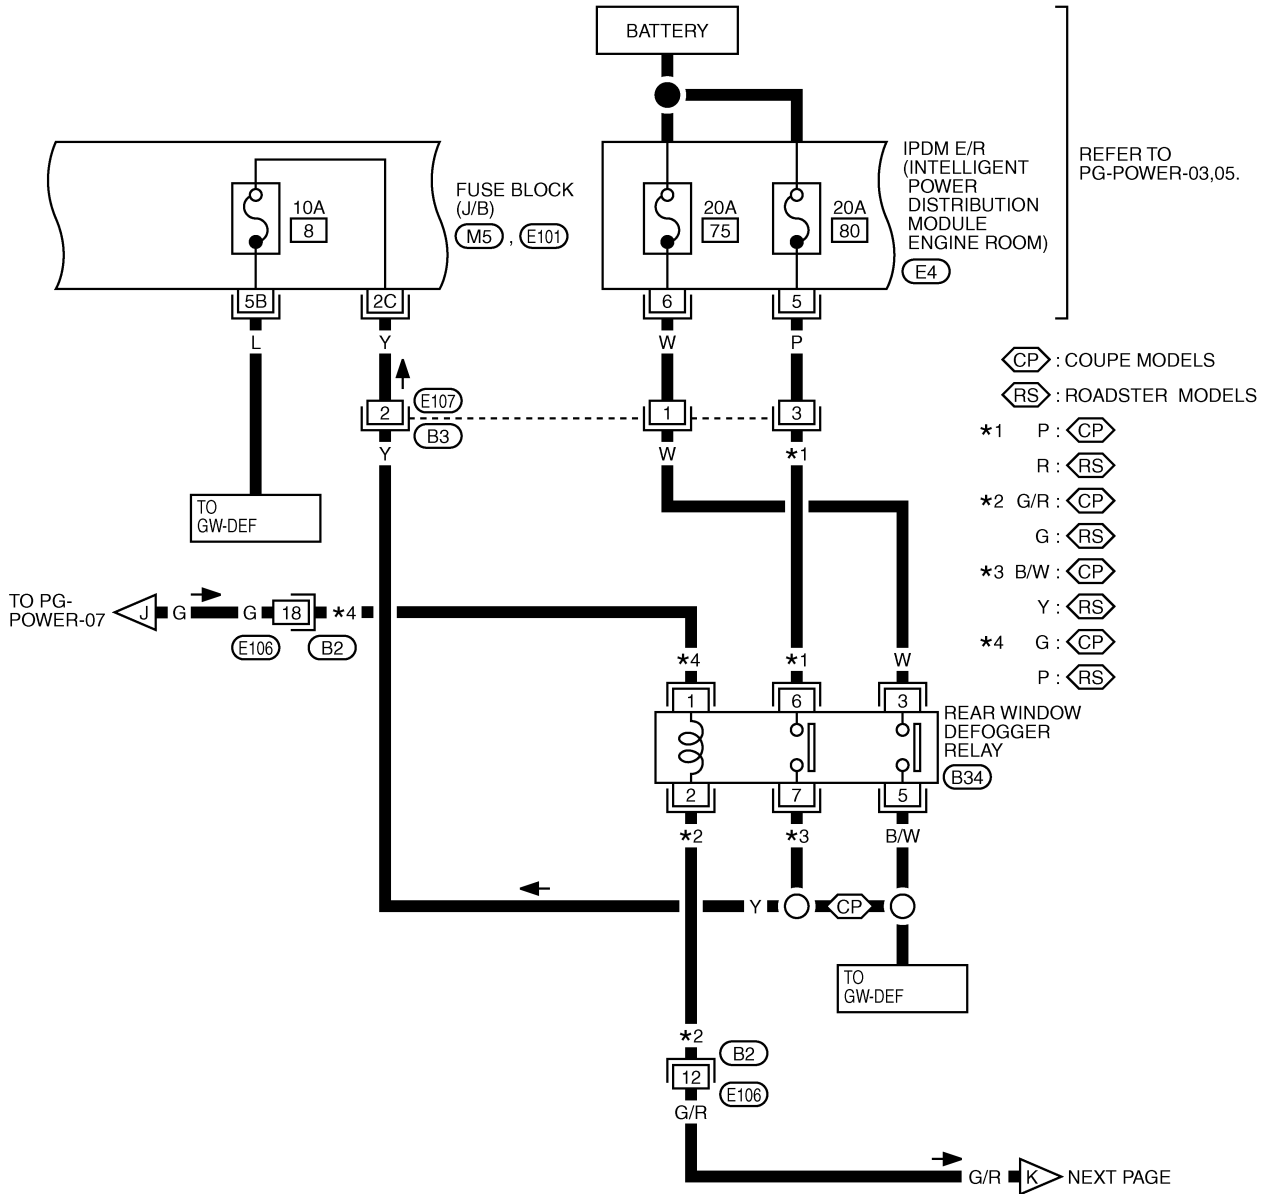 BATTERY
IPDM E/R
(INTELLIGENT
POWER
DISTRIBUTION
MODULE
ENGINE ROOM)
E4
REFER TO
PG-POWER-03,05.
10A
8
FUSE BLOCK
(J/B)
M5 , E101
20A
75
20A
80
5B
2C
6
5
L
Y
W
P
CP : COUPE MODELS
RS : ROADSTER MODELS
*1 P : CP
R : RS
*2 G/R : CP
G : RS
*3 B/W : CP
Y : RS
*4 G : CP
P : RS
2
E107
B3
1
3
Y
W
*1
TO
GW-DEF
TO PG-
POWER-07
J
G
G
18
*4
E106
B2
*4
*1
W
1
6
3
REAR WINDOW
DEFOGGER
RELAY
B34
2
7
5
*2
*3
B/W
Y
CP
TO
GW-DEF
*2
B2
12
E106
G/R
G/R
K
NEXT PAGE